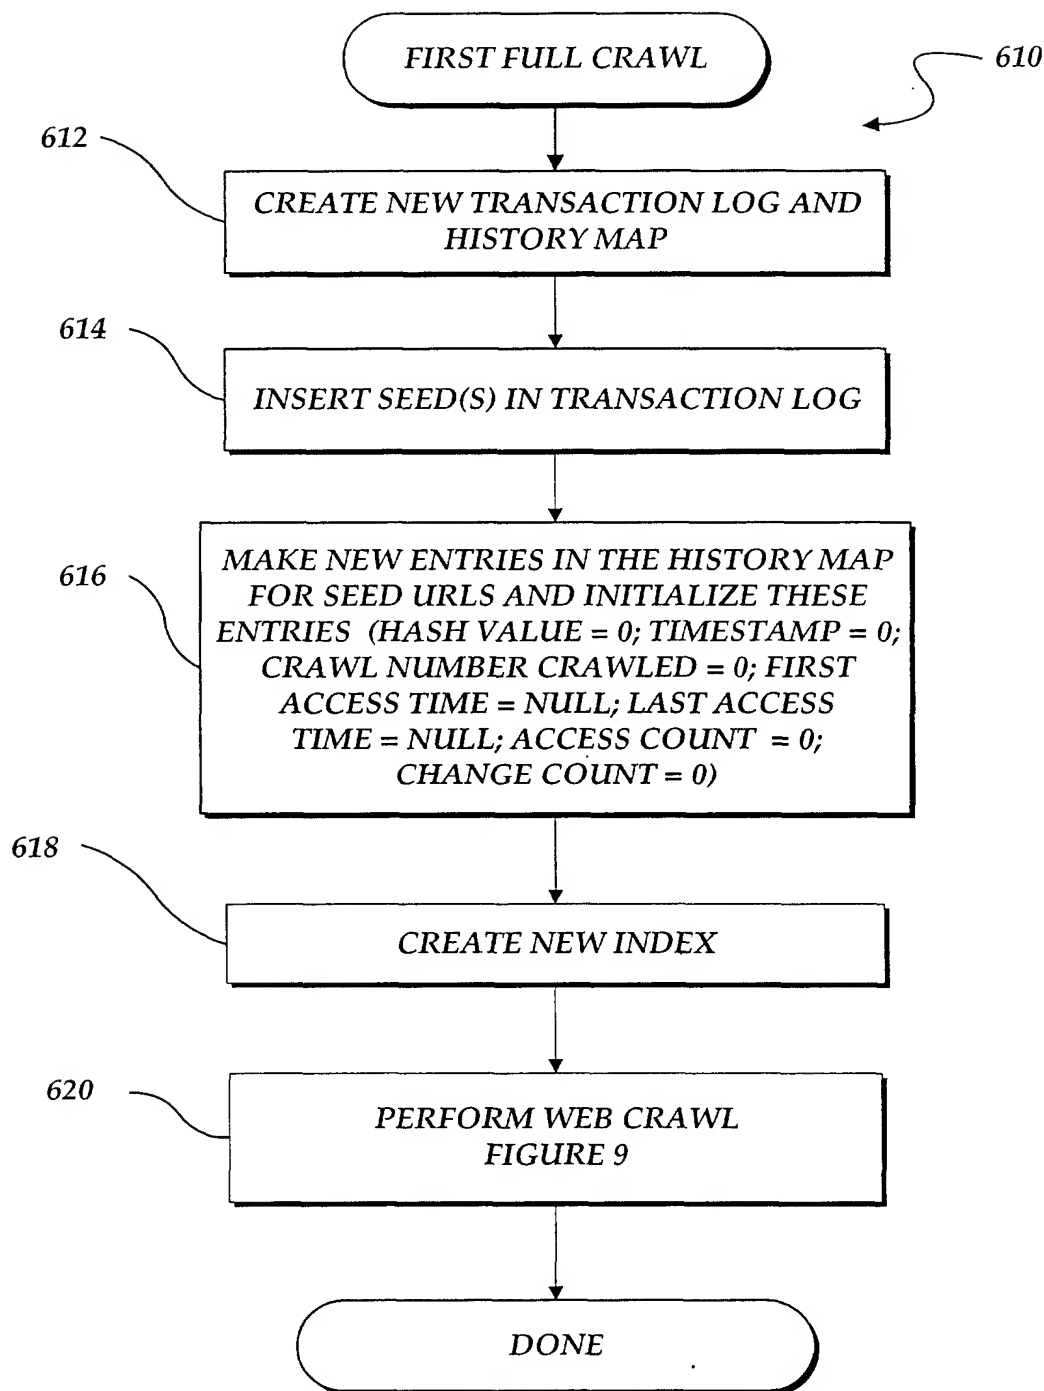 FIRST FULL CRAWL
610
612
CREATE NEW TRANSACTION LOG AND
HISTORY MAP
614
INSERT SEED(S) IN TRANSACTION LOG
616
MAKE NEW ENTRIES IN THE HISTORY MAP
FOR SEED URLS AND INITIALIZE THESE
ENTRIES (HASH VALUE = 0; TIMESTAMP = 0;
CRAWL NUMBER CRAWLED = 0; FIRST
ACCESS TIME = NULL; LAST ACCESS
TIME = NULL; ACCESS COUNT = 0;
CHANGE COUNT = 0)
618
CREATE NEW INDEX
620
PERFORM WEB CRAWL
FIGURE 9
DONE